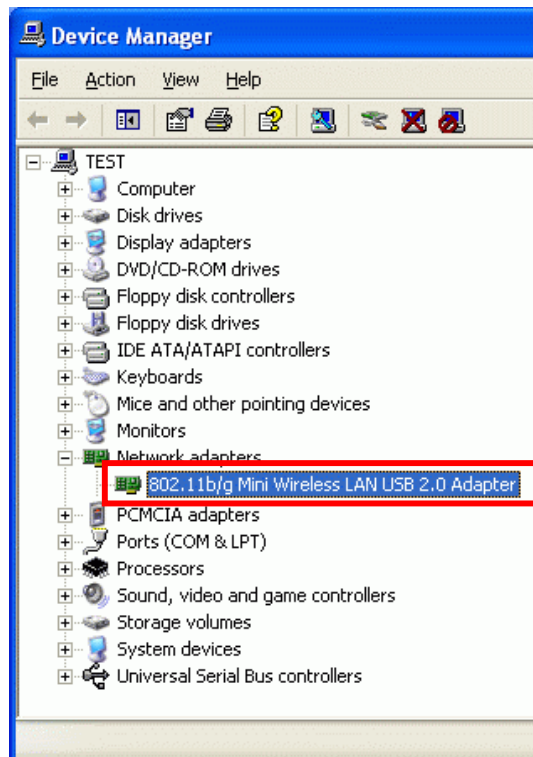 Device Manager
File Action View Help
TEST
Computer
Disk drives
Display adapters
DVD/CD-ROM drives
Floppy disk controllers
Floppy disk drives
IDE ATA/ATAPI controllers
Keyboards
Mice and other pointing devices
Monitors
Network adapters
802.11b/g Mini Wireless LAN USB 2.0 Adapter
PCMCIA adapters
Ports (COM & LPT)
Processors
Sound, video and game controllers
Storage volumes
System devices
Universal Serial Bus controllers